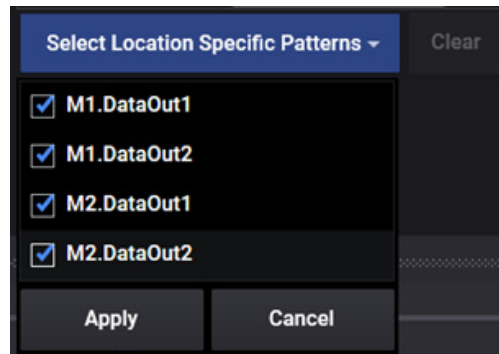 Select Location Specific Patterns Clear
M1.DataOut1
M1.DataOut2
M2.DataOut1
M2.DataOut2
Apply Cancel